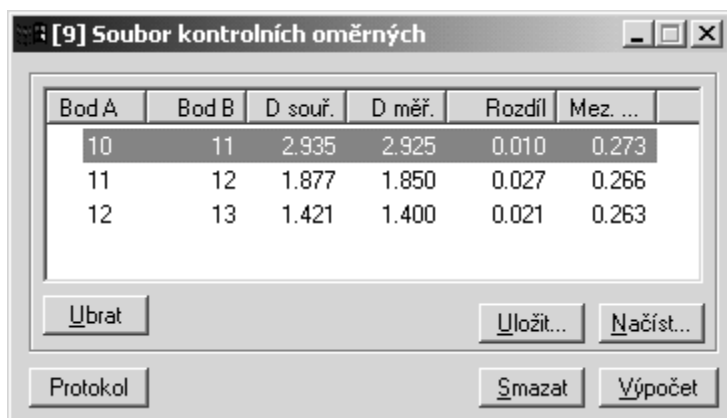 [9] Soubor kontrolních oměrných
Bod A Bod B D souř. D měř. Rozdíl Mez. ...
10 11 2.935 2.925 0.010 0.273
11 12 1.877 1.850 0.027 0.266
12 13 1.421 1.400 0.021 0.263
Ubrat Uložit... Načíst...
Protokol Smazat Výpočet